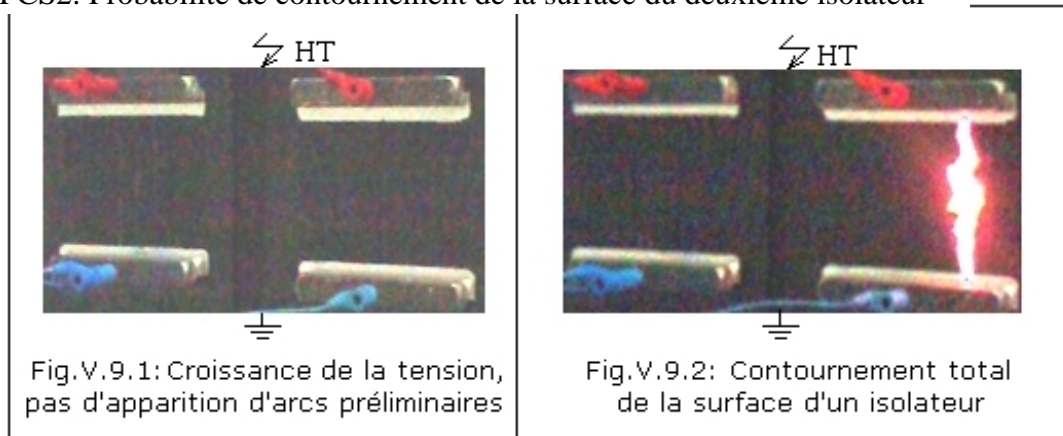 PCS2: Probabilité de contournement de la surface du deuxième isolateur
HT
HT
Fig.V.9.1: Croissance de la tension,
pas d'apparition d'arcs préliminaires
Fig.V.9.2: Contournement total
de la surface d'un isolateur